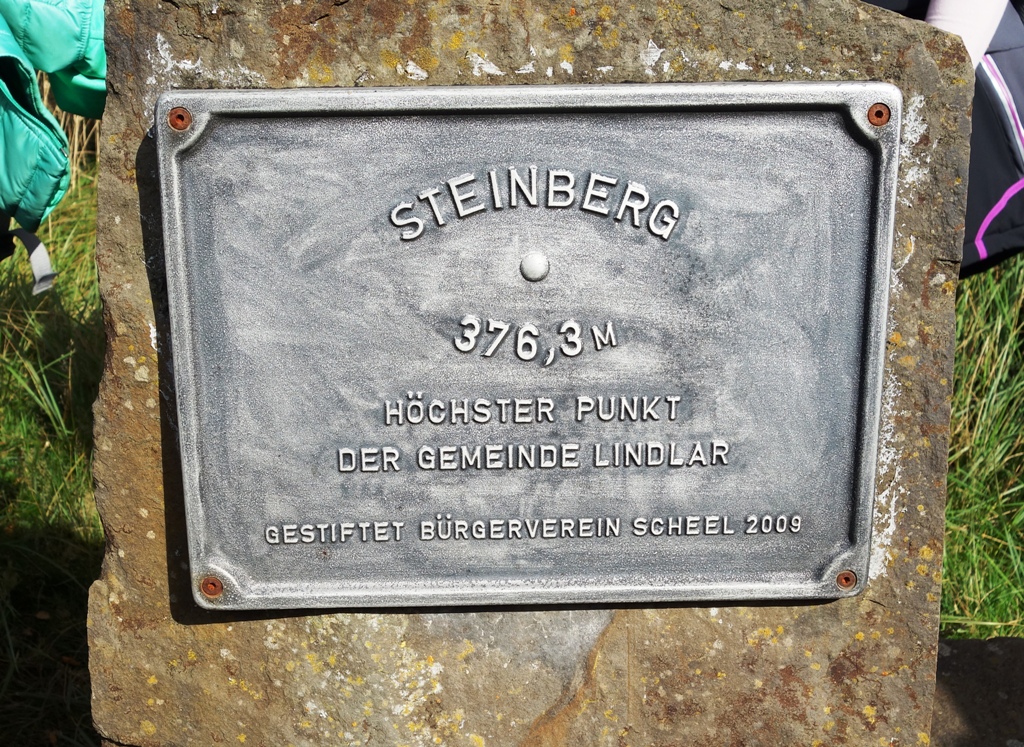 STEINBERG
376,3 M
HÖCHSTER PUNKT
DER GEMEINDE LINDLAR
GESTIFTET BÜRGERVEREIN SCHEEL 2009